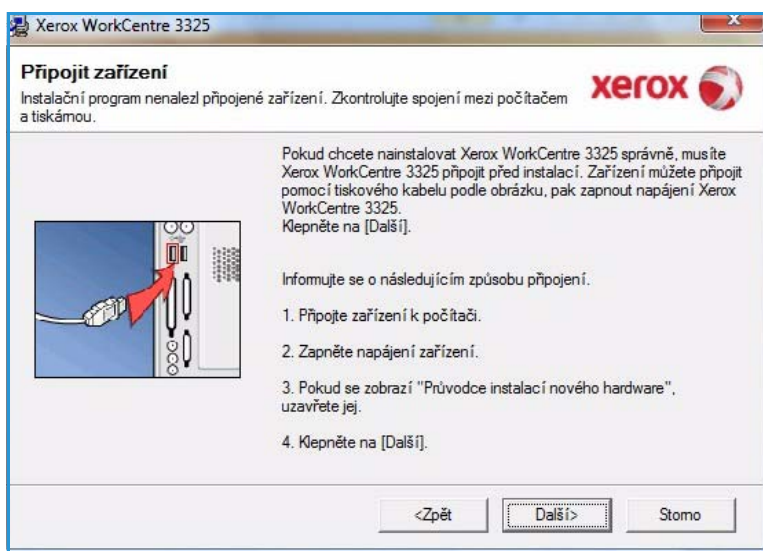 Xerox WorkCentre 3325
Připojit zařízení
Instalační program nenalezl připojené zařízení. Zkontrolujte spojení mezi počítačem
a tiskárnou.
xerox
Pokud chcete nainstalovat Xerox WorkCentre 3325 správně, musíte
Xerox WorkCentre 3325 připojit před instalací. Zařízení můžete připojit
pomocí tiskového kabelu podle obrázku, pak zapnout napájení Xerox
WorkCentre 3325.
Klepněte na [Další].
Informujte se o následujícím způsobu připojení.
1. Připojte zařízení k počítači.
2. Zapněte napájení zařízení.
3. Pokud se zobrazí "Průvodce instalací nového hardware",
uzavřete jej.
4. Klepněte na [Další].
<Zpět
Další>
Storno